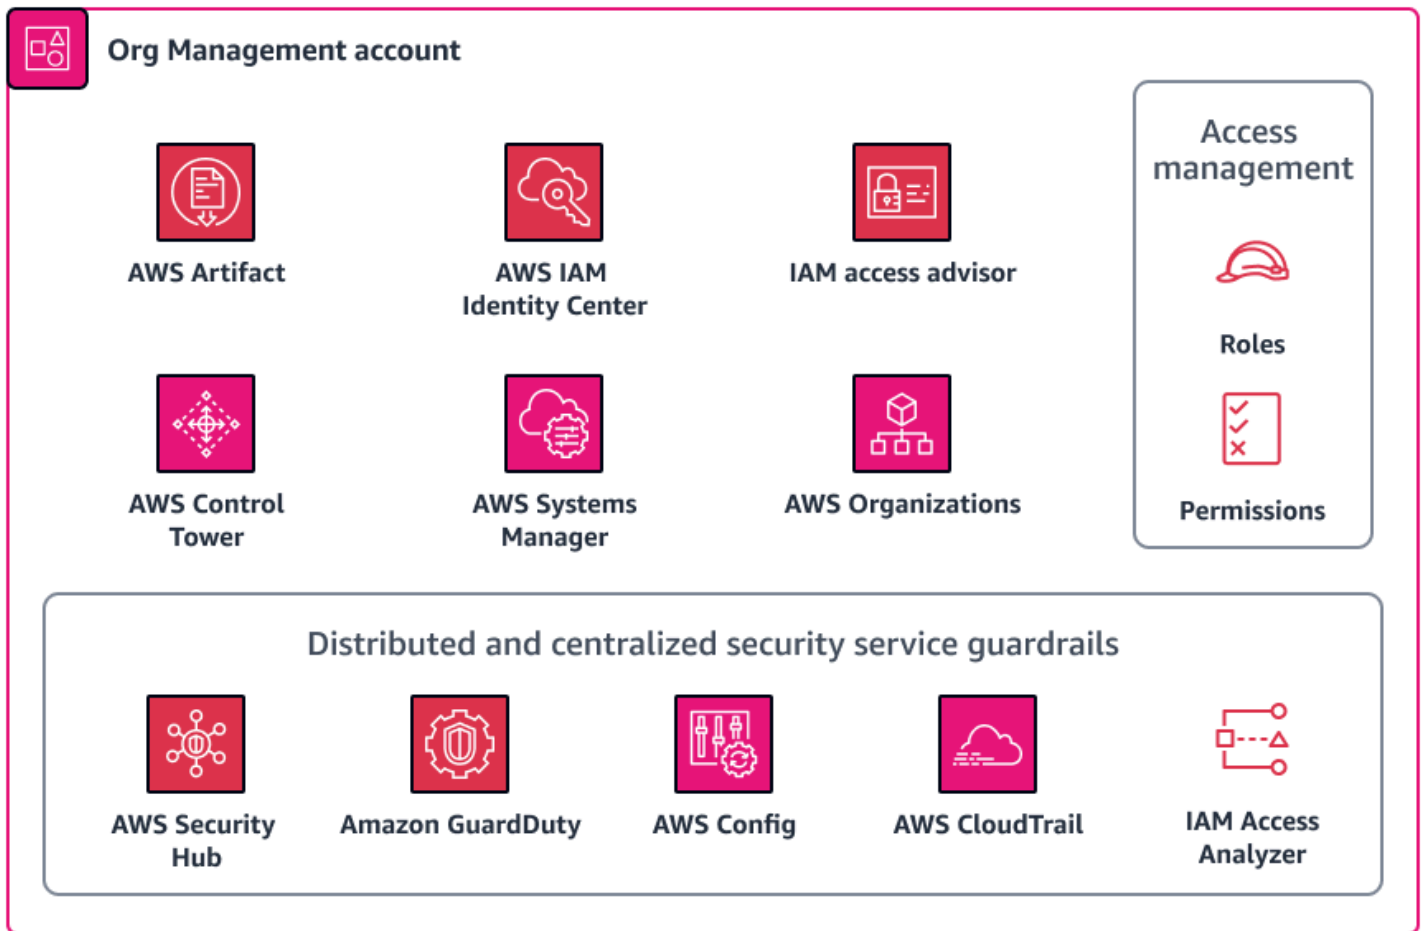 Org Management account
Access
management
AWS Artifact
AWS IAM
Identity Center
IAM access advisor
Roles
AWS Control
Tower
AWS Systems
Manager
AWS Organizations
Permissions
Distributed and centralized security service guardrails
AWS Security
Hub
Amazon GuardDuty
AWS Config
AWS CloudTrail
IAM Access
Analyzer